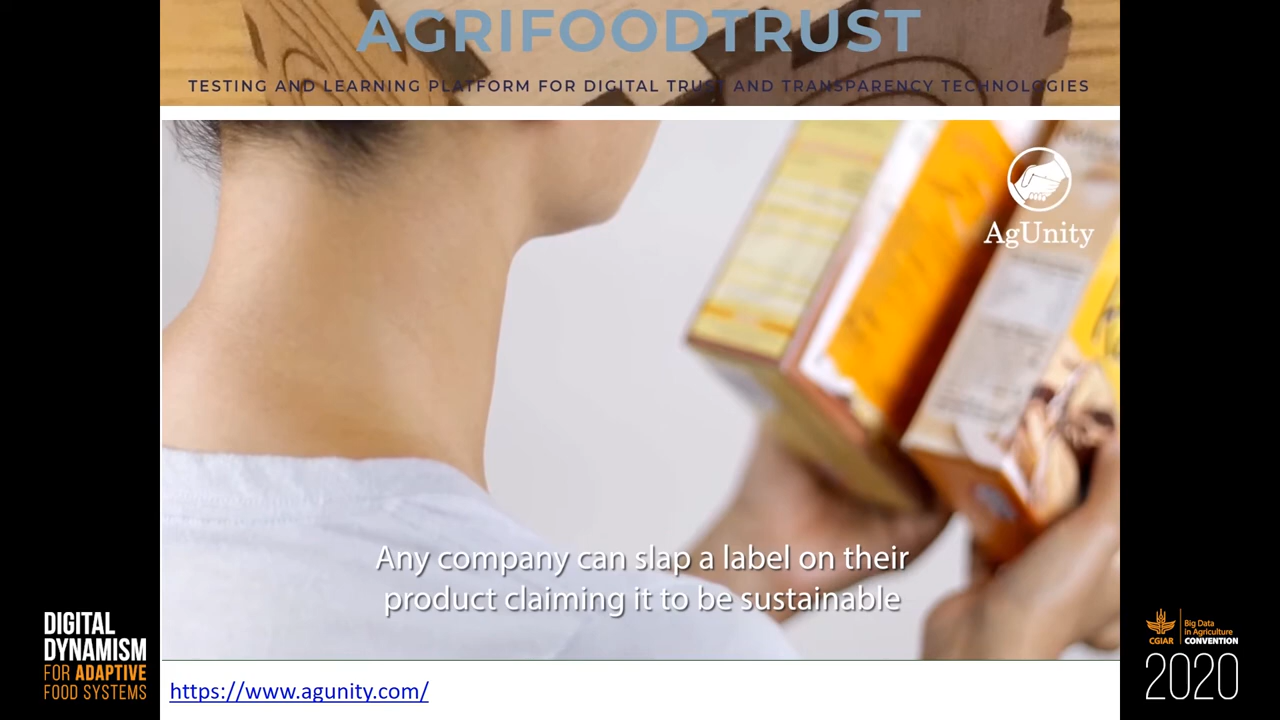 AGRIFOODTRUST
TESTING AND LEARNING PLATFORM FOR DIGITAL TRUST AND TRANSPARENCY TECHNOLOGIES
AgUnity
Any company can slap a label on their
product claiming it to be sustainable
DIGITAL
DYNAMISM
FOR ADAPTIVE
FOOD SYSTEMS
https://www.agunity.com/
CGIAR
Big Data
in Agriculture
CONVENTION
2020